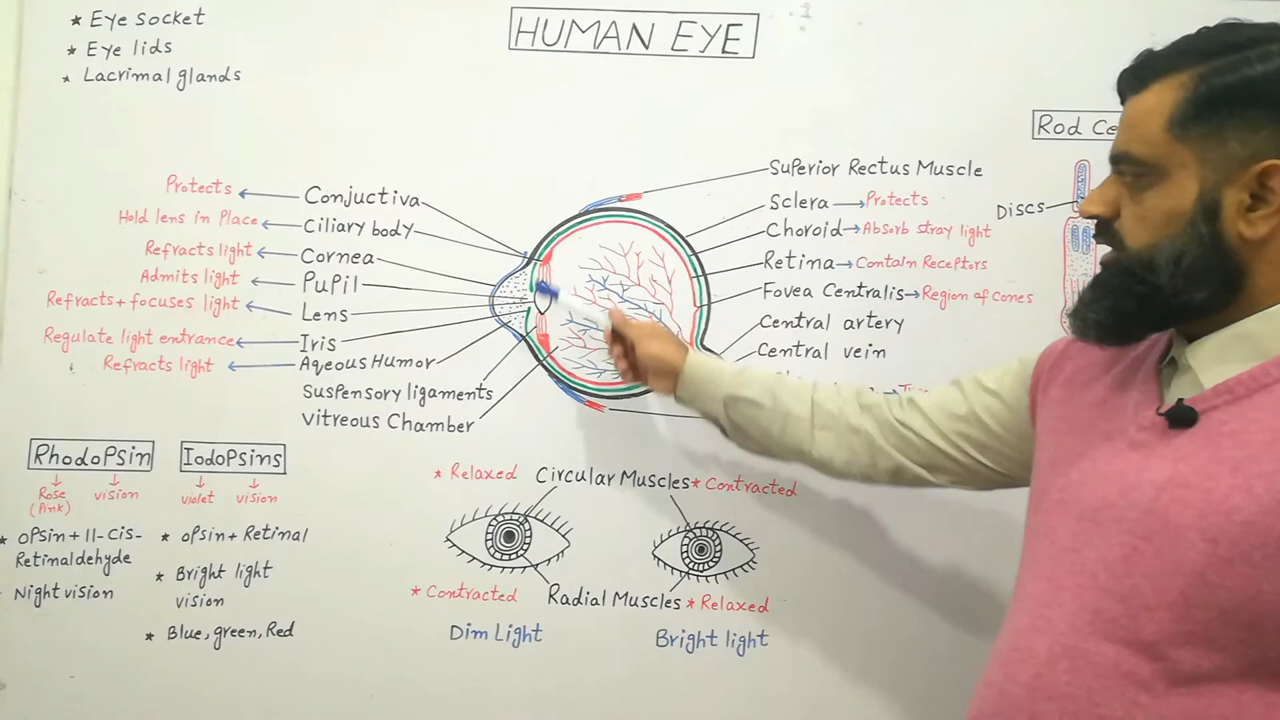 * Eye socket
* Eye lids
* Lacrimal glands
HUMAN EYE
Rod Ce
Discs
Protects ← Conjuctiva
Hold lens in Place ← Ciliary body
Refracts light ← Cornea
Admits light ← Pupil
Refracts + focuses light ← Lens
Regulate light entrance ← Iris
Refracts light ← Aqeous Humor
Suspensory ligaments
Vitreous Chamber
Superior Rectus Muscle
Sclera → Protects
Choroid → Absorb stray light
Retina → Contain Receptors
Fovea Centralis → Region of Cones
Central artery
Central vein
RhodoPsin
Rose (Pink) vision
* oPsin + 11-Cis-
Retinaldehyde
Night vision
IodoPsins
violet vision
* oPsin + Retinal
* Bright light
vision
* Blue, green, Red
* Relaxed Circular Muscles * Contracted
* Contracted Radial Muscles * Relaxed
Dim Light Bright light